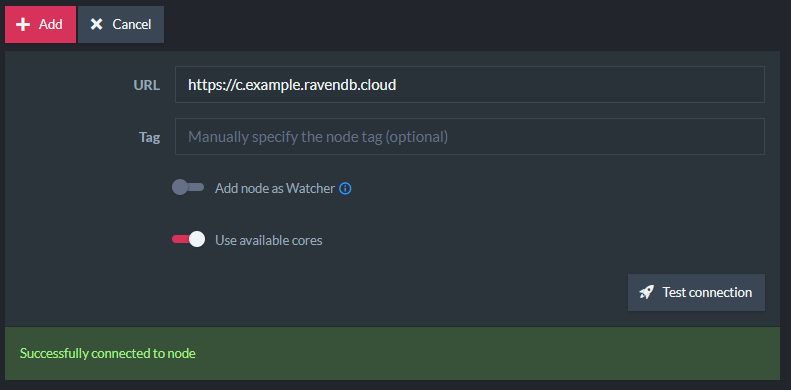 Add Cancel
URL https://c.example.ravendb.cloud
Tag Manually specify the node tag (optional)
Add node as Watcher
Use available cores
Test connection
Successfully connected to node